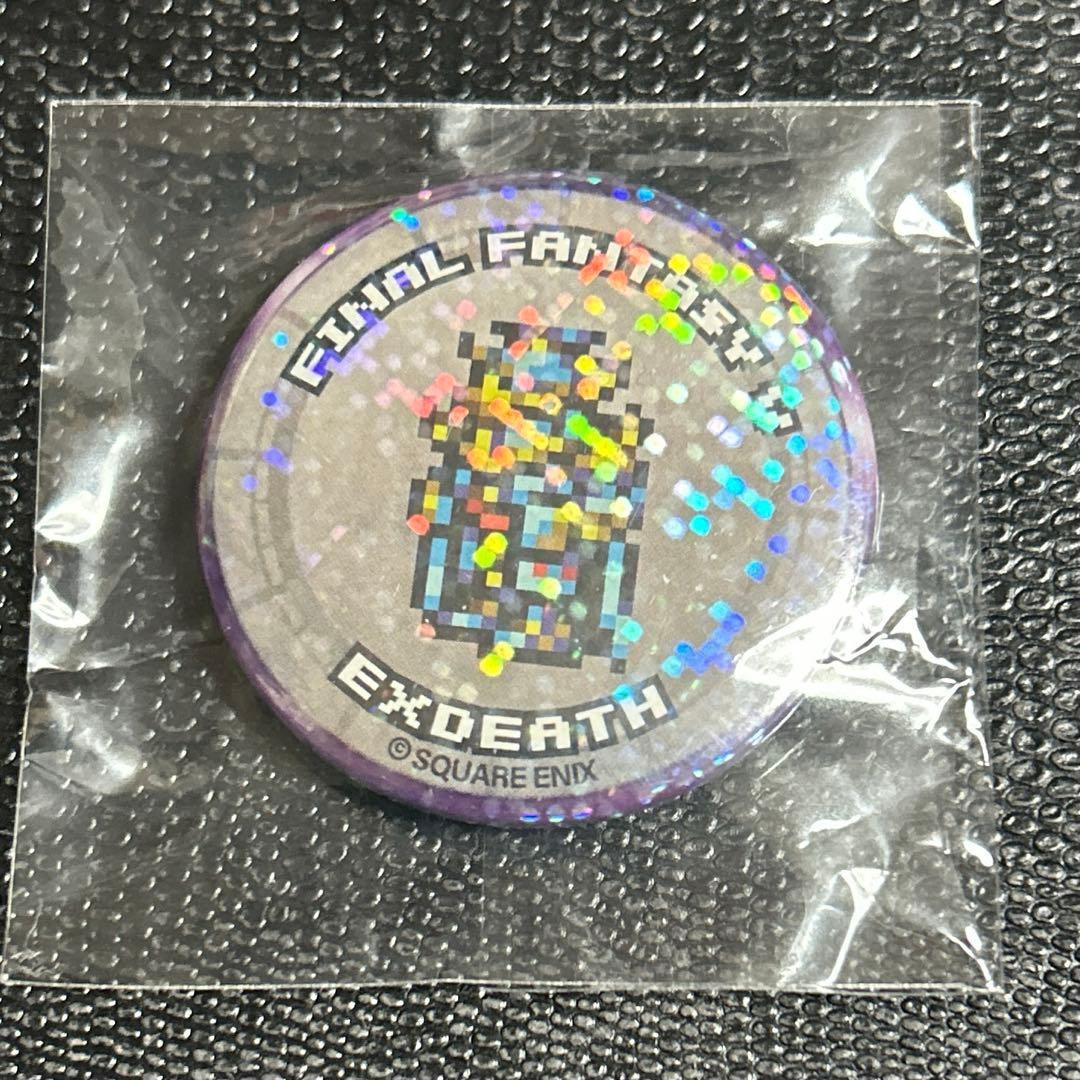 FINAL FANTASY V
EXDEATH
© SQUARE ENIX